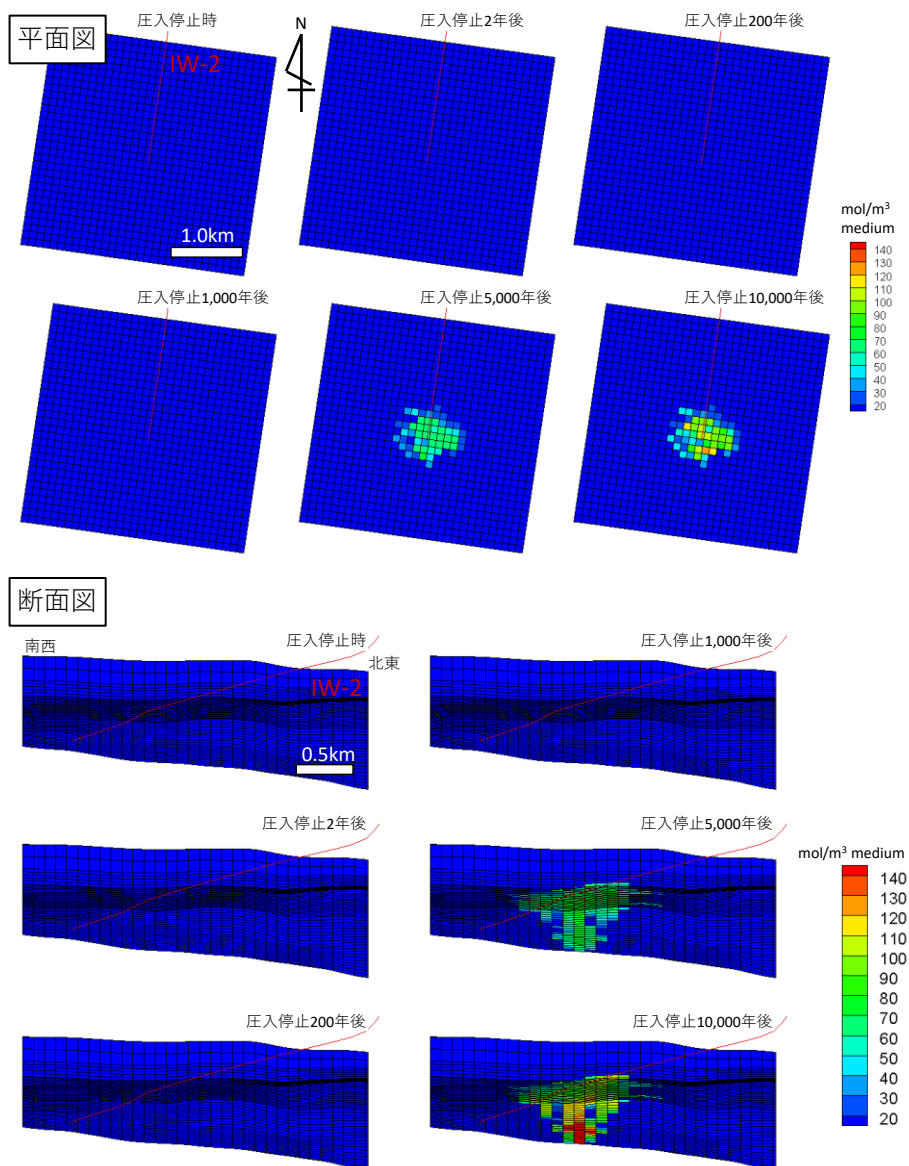 平面図
圧入停止時
圧入停止2年後
圧入停止200年後
IW-2
N
1.0km
mol/m³
medium
140
130
120
110
100
90
80
70
60
50
40
30
20
圧入停止1,000年後
圧入停止5,000年後
圧入停止10,000年後
断面図
南西
圧入停止時
北東
IW-2
0.5km
圧入停止1,000年後
圧入停止2年後
圧入停止5,000年後
mol/m³ medium
140
130
120
110
100
90
80
70
60
50
40
30
20
圧入停止200年後
圧入停止10,000年後